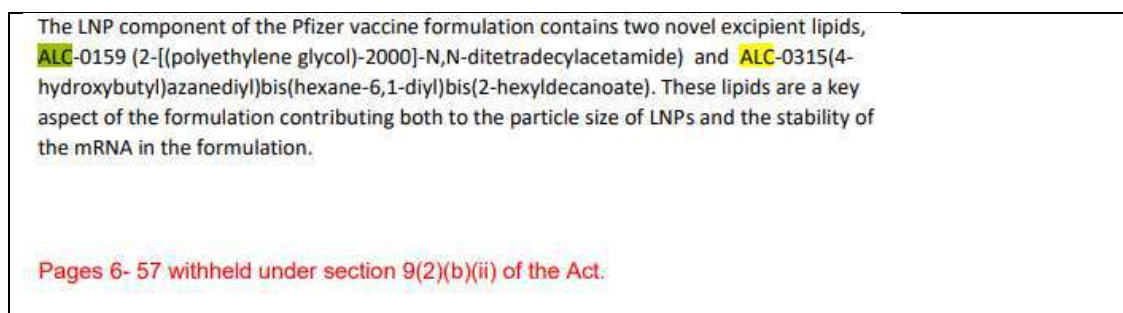 The LNP component of the Pfizer vaccine formulation contains two novel excipient lipids,
ALC-0159 (2-[(polyethylene glycol)-2000]-N,N-ditetradecylacetamide) and ALC-0315(4-
hydroxybutyl)azanediyl)bis(hexane-6,1-diyl)bis(2-hexyldecanoate). These lipids are a key
aspect of the formulation contributing both to the particle size of LNPs and the stability of
the mRNA in the formulation.
Pages 6- 57 withheld under section 9(2)(b)(ii) of the Act.